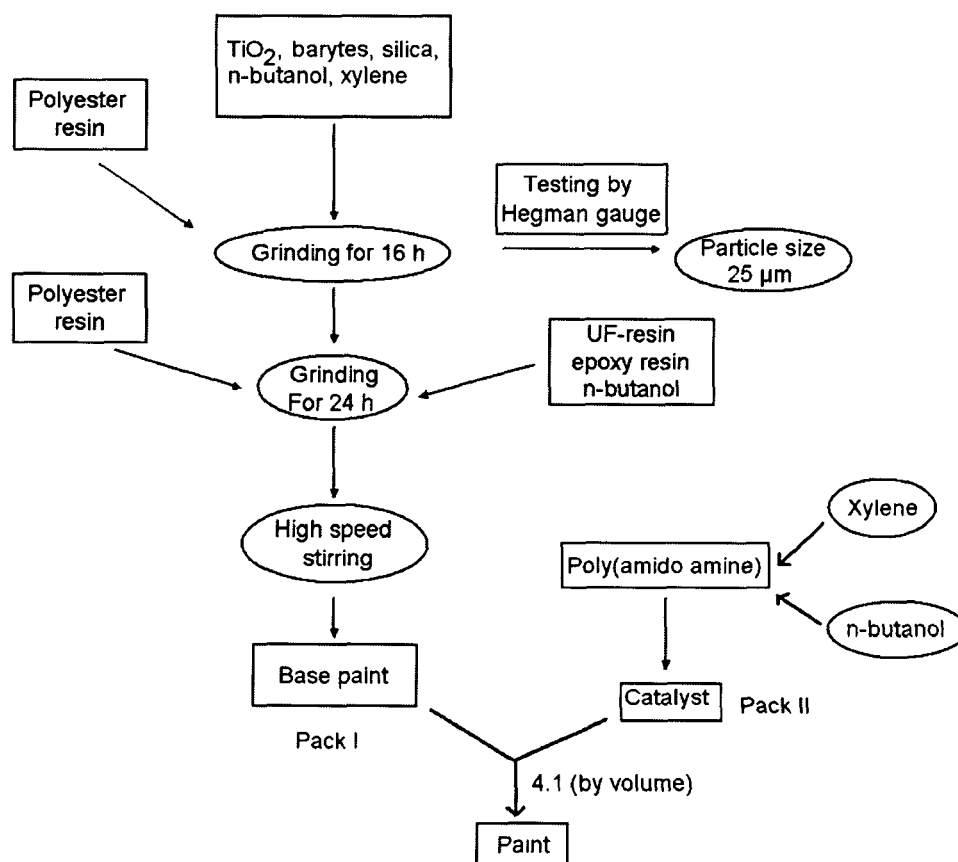 TiO2, barytes, silica,
n-butanol, xylene
Polyester
resin
Testing by
Hegman gauge
Grinding for 16 h
Particle size
25 µm
Polyester
resin
UF-resin
epoxy resin
n-butanol
Grinding
For 24 h
High speed
stirring
Xylene
Poly(amido amine)
n-butanol
Base paint
Catalyst
Pack II
Pack I
4.1 (by volume)
Paint